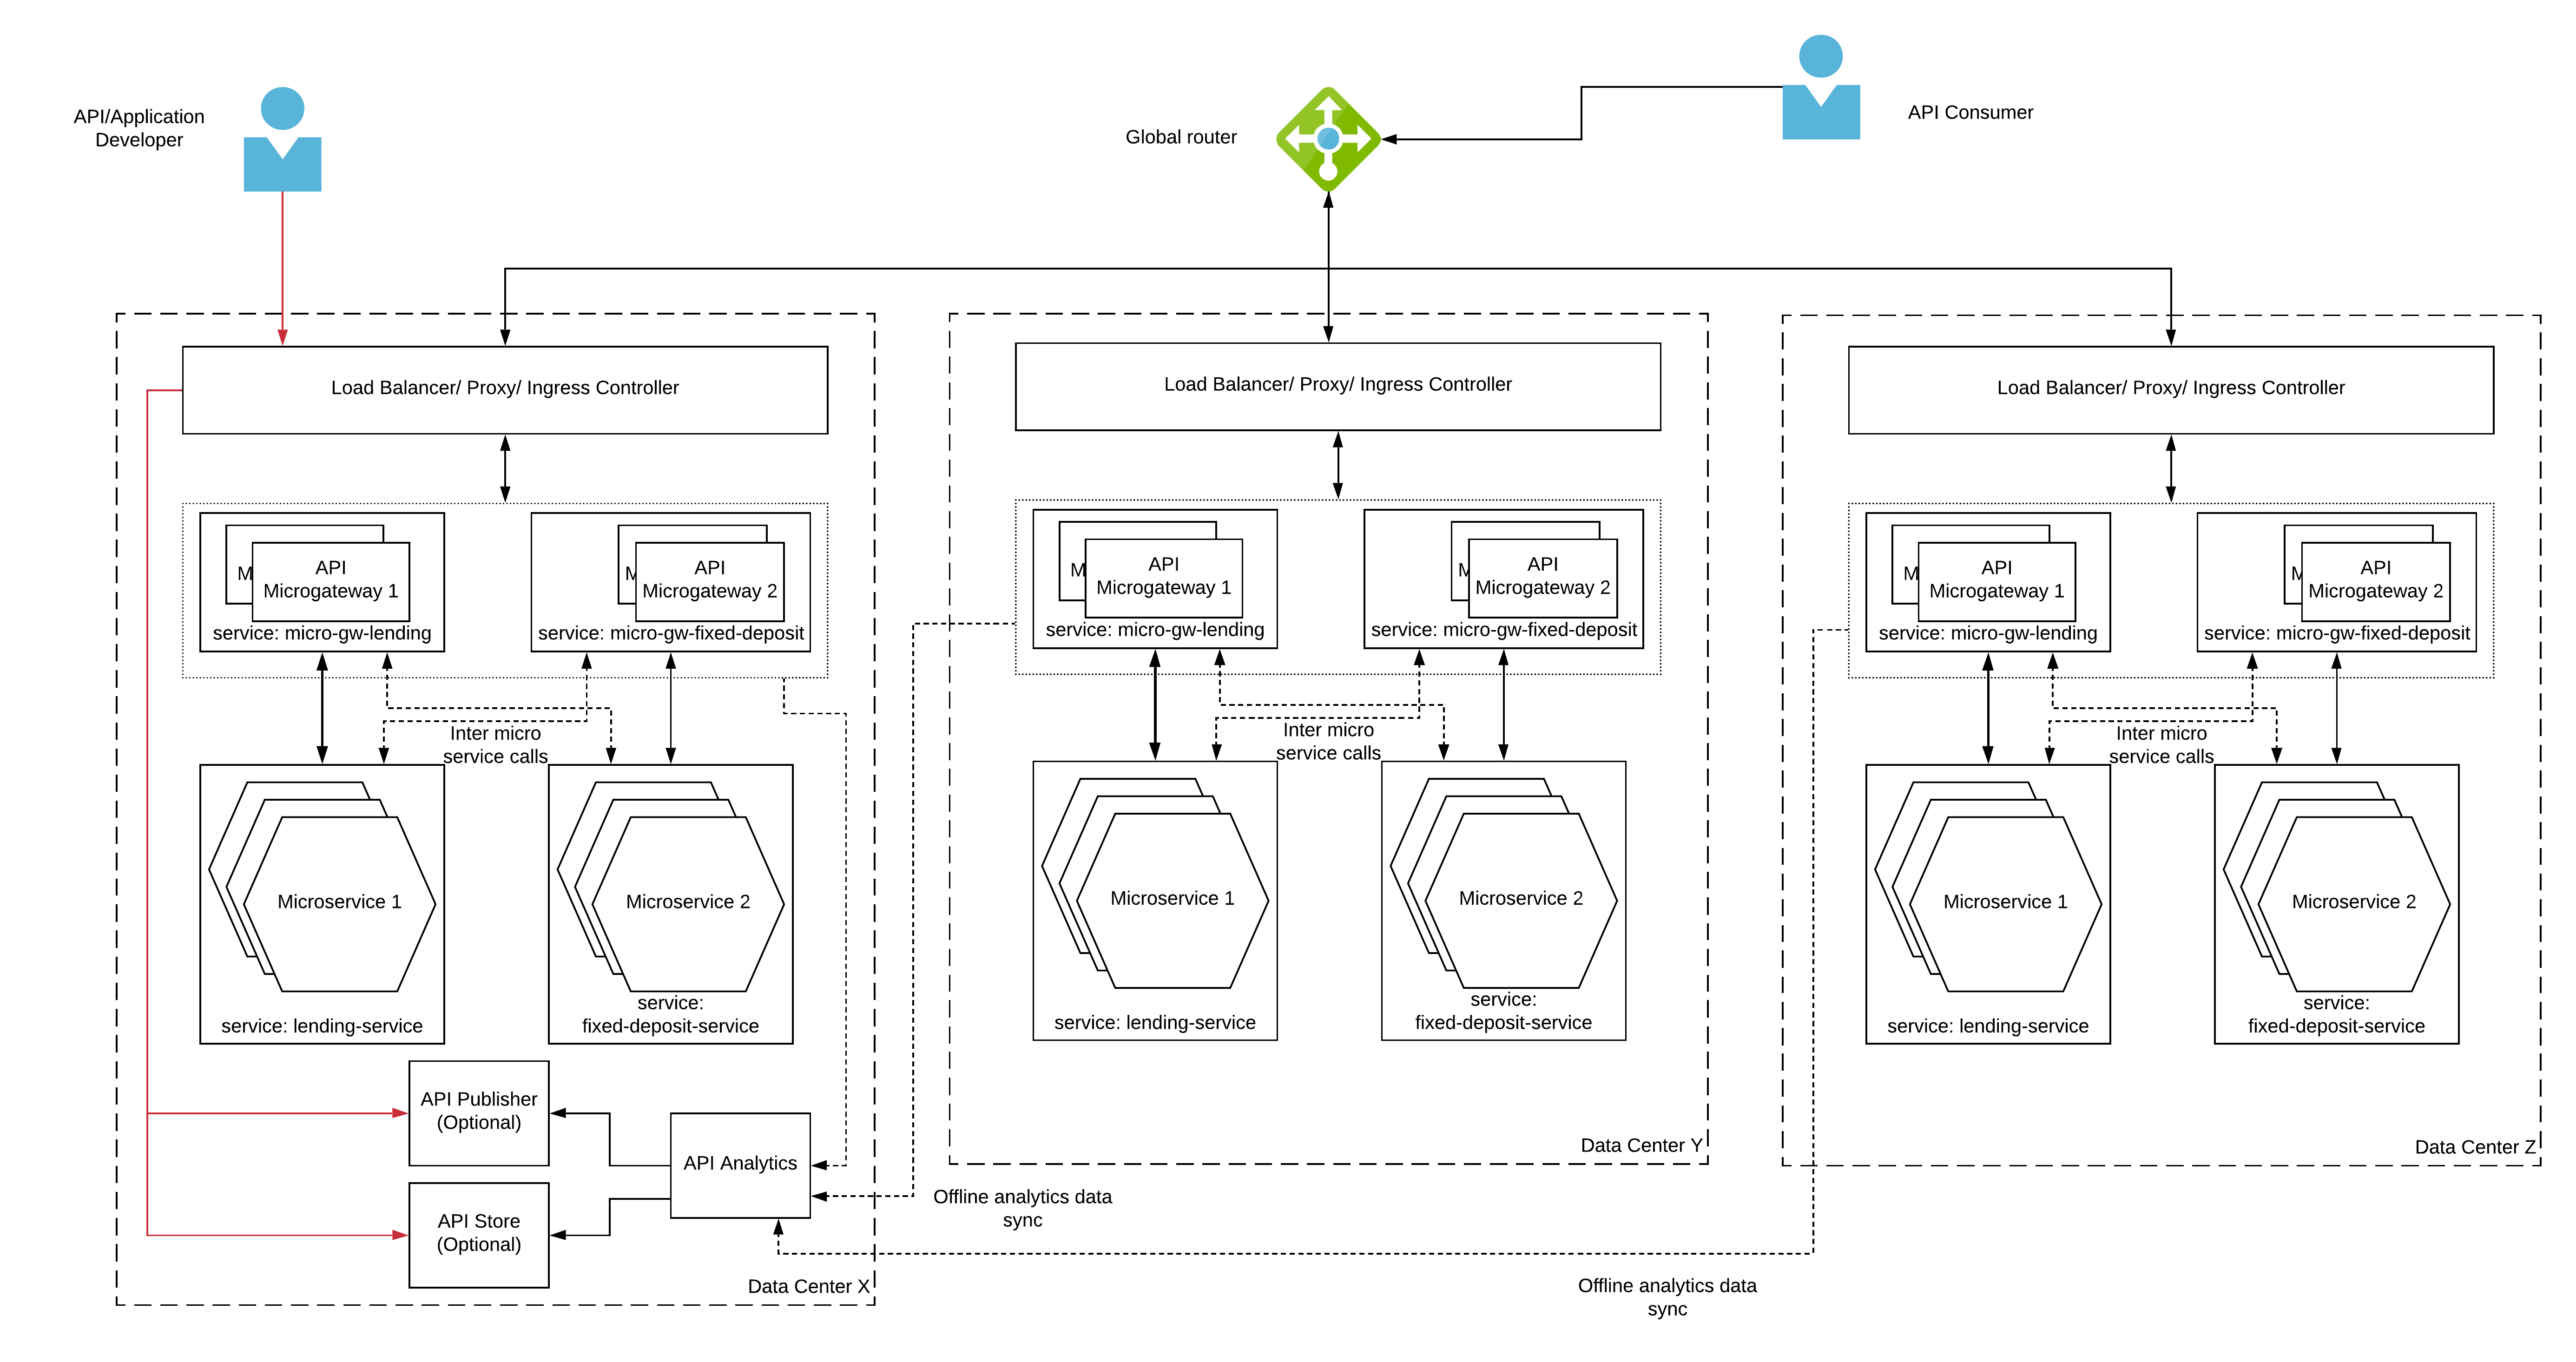 API/Application
Developer
Global router
API Consumer
Load Balancer/ Proxy/ Ingress Controller
M
API
Microgateway 1
service: micro-gw-lending
M
API
Microgateway 2
service: micro-gw-fixed-deposit
Inter micro
service calls
Microservice 1
service: lending-service
Microservice 2
service:
fixed-deposit-service
API Publisher
(Optional)
API Analytics
API Store
(Optional)
Data Center X
Load Balancer/ Proxy/ Ingress Controller
M
API
Microgateway 1
service: micro-gw-lending
M
API
Microgateway 2
service: micro-gw-fixed-deposit
Inter micro
service calls
Microservice 1
service: lending-service
Microservice 2
service:
fixed-deposit-service
Data Center Y
Offline analytics data
sync
Load Balancer/ Proxy/ Ingress Controller
M
API
Microgateway 1
service: micro-gw-lending
M
API
Microgateway 2
service: micro-gw-fixed-deposit
Inter micro
service calls
Microservice 1
service: lending-service
Microservice 2
service:
fixed-deposit-service
Data Center Z
Offline analytics data
sync